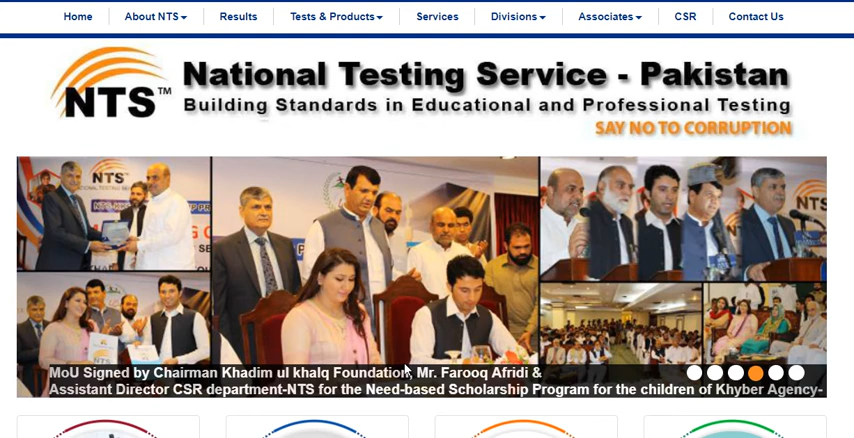 Home About NTS Results Tests & Products Services Divisions Associates CSR Contact Us
NTS™
National Testing Service - Pakistan
Building Standards in Educational and Professional Testing
SAY NO TO CORRUPTION
NTS
NTS
NTS
MoU Signed by Chairman Khadim ul khalq Foundation, Mr. Farooq Afridi &
Assistant Director CSR department-NTS for the Need-based Scholarship Program for the children of Khyber Agency-